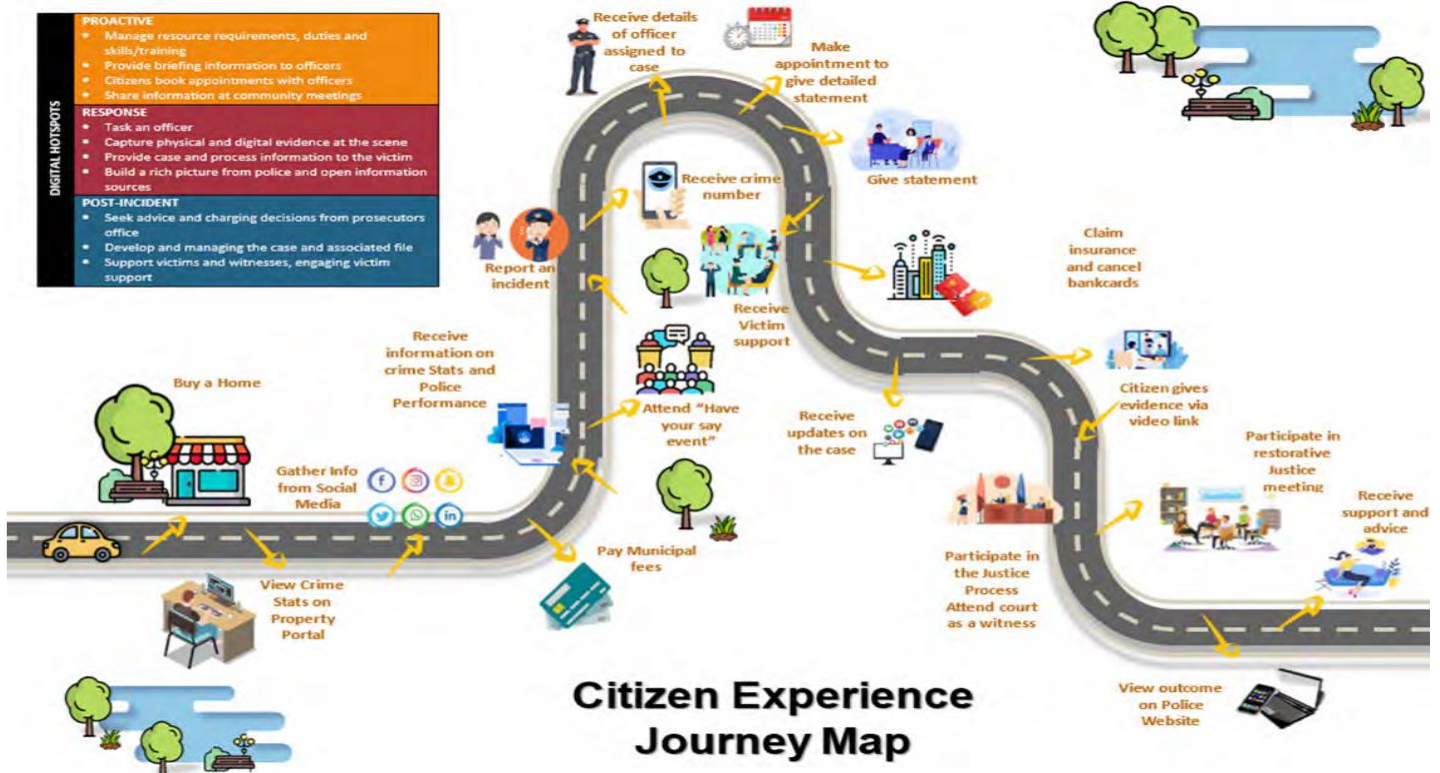 DIGITAL HOTSPOTS
PROACTIVE
• Manage resource requirements, duties and
skills/training
• Provide briefing information to officers
• Citizens book appointments with officers
• Share information at community meetings
RESPONSE
• Task an officer
• Capture physical and digital evidence at the scene
• Provide case and process information to the victim
• Build a rich picture from police and open information
sources
POST-INCIDENT
• Seek advice and charging decisions from prosecutors
office
• Develop and managing the case and associated file
• Support victims and witnesses, engaging victim
support
Buy a Home
View Crime
Stats on
Property
Portal
Gather Info
from Social
Media
Pay Municipal
fees
Receive
information on
crime Stats and
Police
Performance
Attend “Have
your say
event”
Report an
incident
Receive crime
number
Receive details
of officer
assigned to
case
Make
appointment to
give detailed
statement
Give statement
Receive
Victim
support
Claim
insurance
and cancel
bankcards
Receive
updates on
the case
Citizen gives
evidence via
video link
Participate in
the Justice
Process
Attend court
as a witness
Participate in
restorative
Justice
meeting
View outcome
on Police
Website
Receive
support and
advice
Citizen Experience
Journey Map